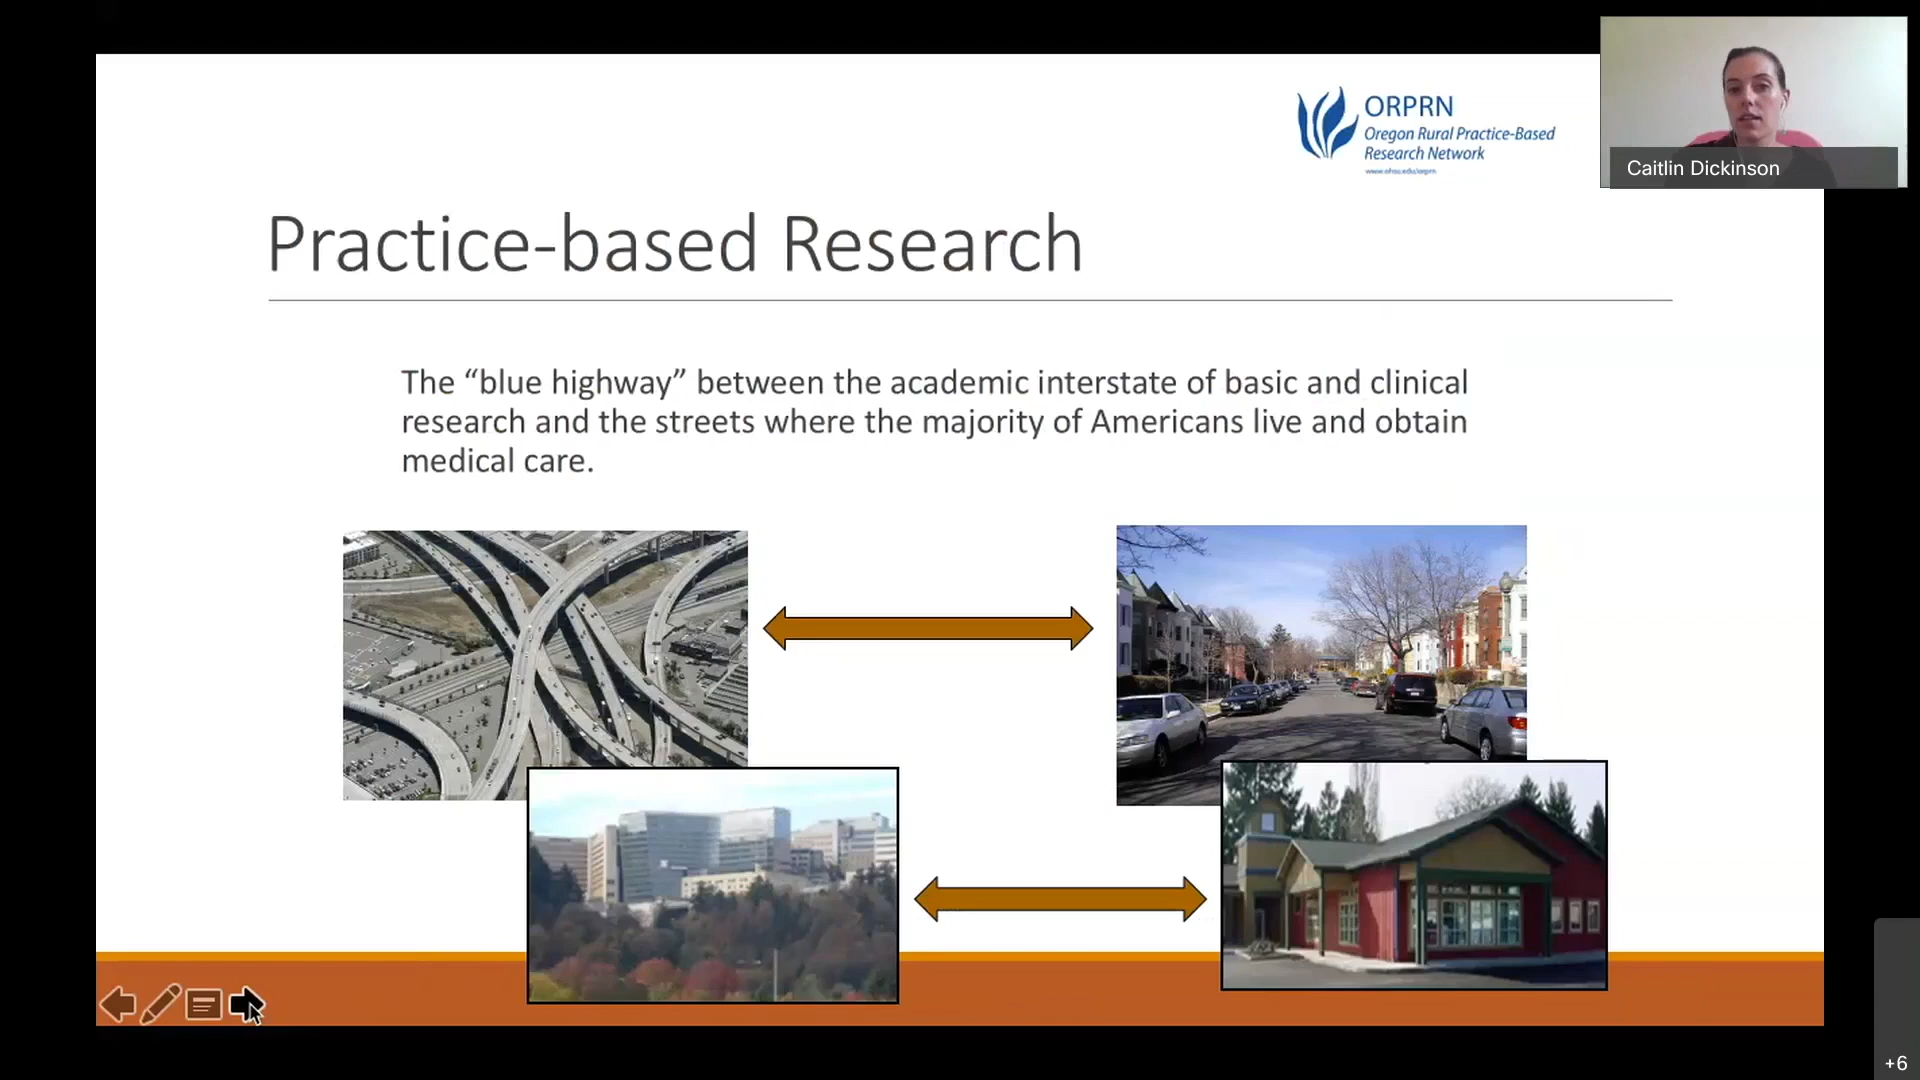 ORPRN
Oregon Rural Practice-Based
Research Network
www.ohsu.edu/orprn
Caitlin Dickinson
Practice-based Research
The “blue highway” between the academic interstate of basic and clinical
research and the streets where the majority of Americans live and obtain
medical care.
+6